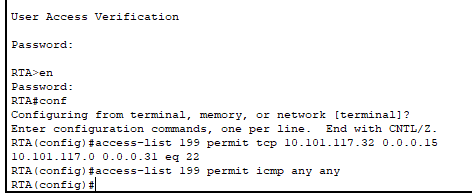 User Access Verification
Password:
RTA>en
Password:
RTA#conf
Configuring from terminal, memory, or network [terminal]?
Enter configuration commands, one per line.  End with CNTL/Z.
RTA(config)#access-list 199 permit tcp 10.101.117.32 0.0.0.15
10.101.117.0 0.0.0.31 eq 22
RTA(config)#access-list 199 permit icmp any any
RTA(config)#